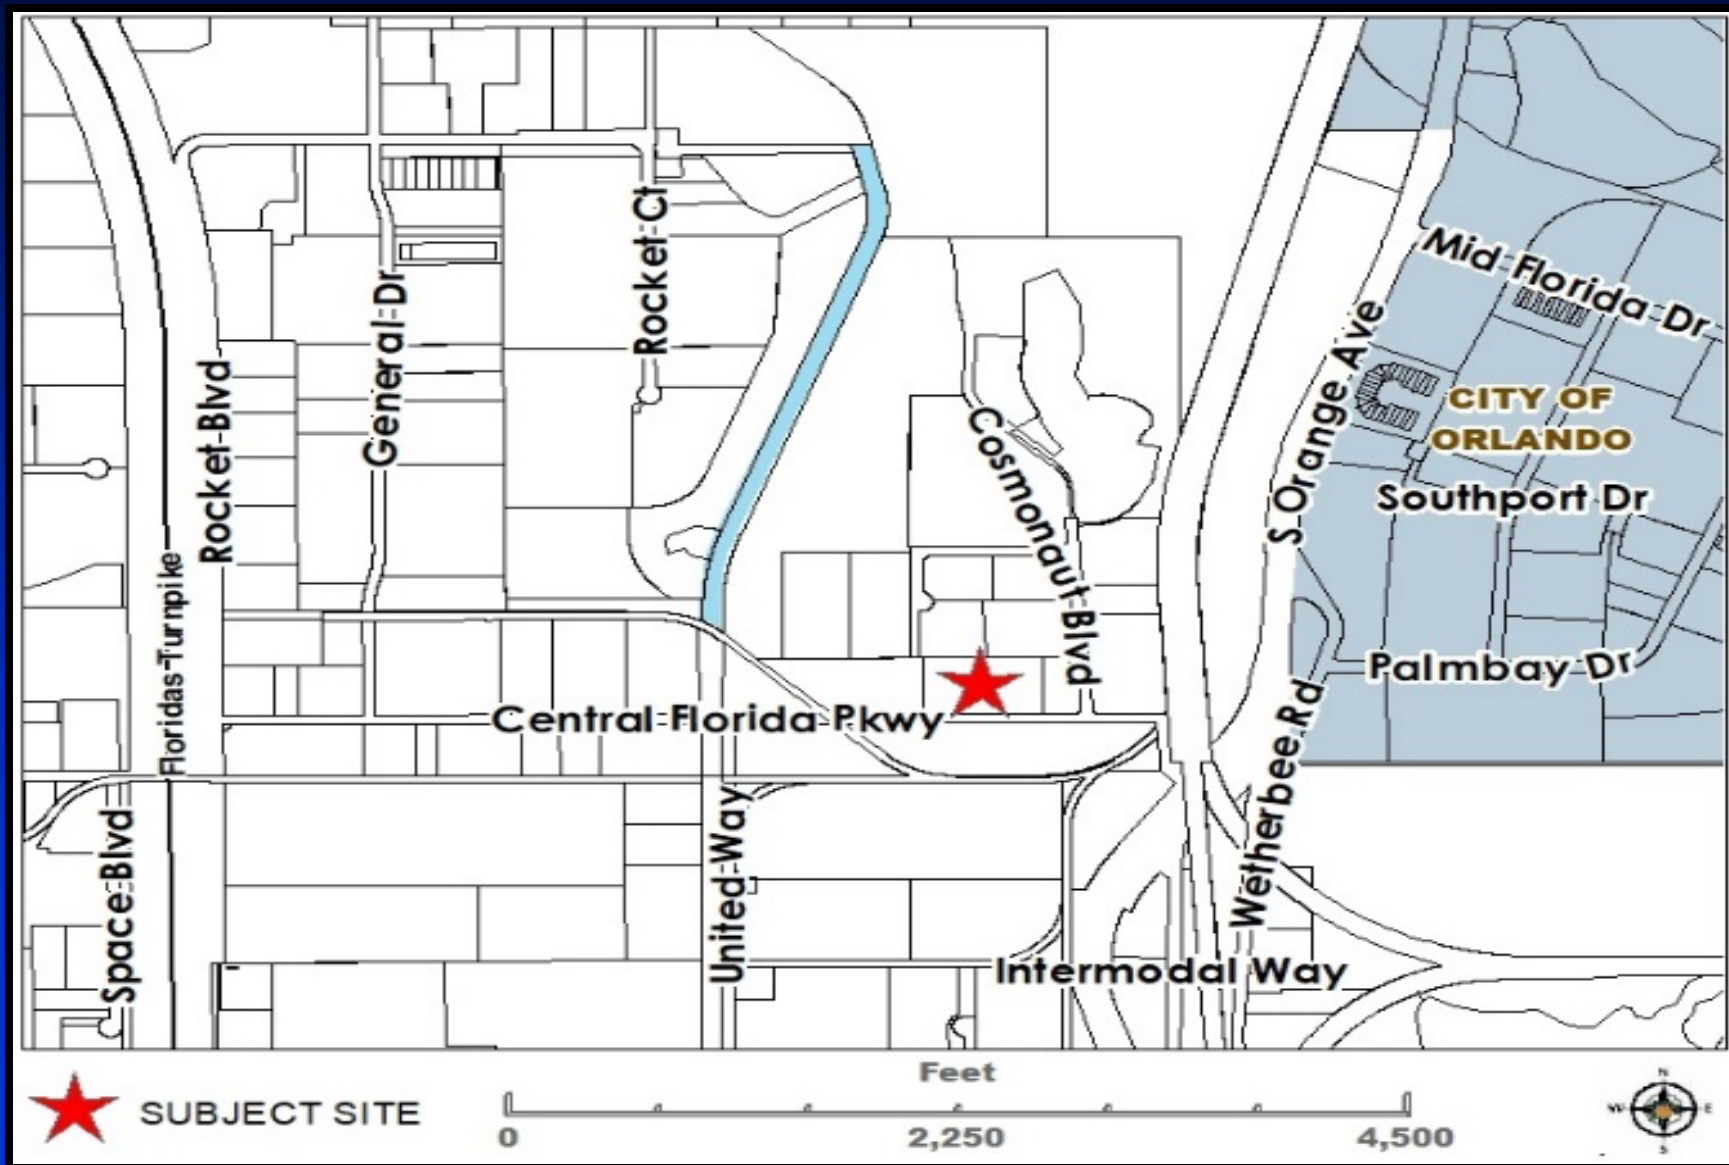 Mid Florida Dr
Rocket Ct
General Dr
S Orange Ave
Rocket Blvd
CITY OF
ORLANDO
Cosmonaut Blvd
Southport Dr
Floridas Turnpike
Palmbay Dr
Central Florida Pkwy
Wetherbee Rd
Space Blvd
United Way
Intermodal Way
Feet
SUBJECT SITE
0 2,250 4,500
N
W E
S